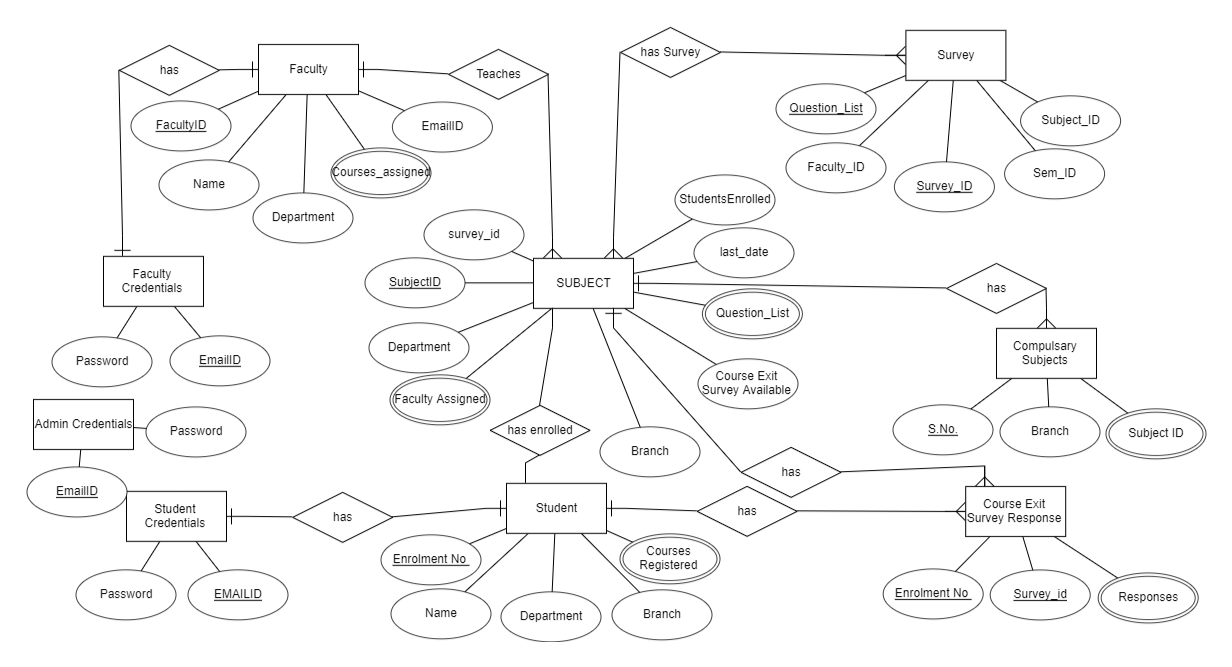 has
Faculty
Teaches
has Survey
Survey
FacultyID
EmailID
Question_List
Subject_ID
Name
Courses_assigned
Faculty_ID
Survey_ID
Sem_ID
Department
StudentsEnrolled
survey_id
last_date
Faculty
Credentials
SubjectID
SUBJECT
has
Question_List
Password
EmailID
Department
Compulsary
Subjects
Course Exit
Survey Available
Faculty Assigned
Admin Credentials
Password
has enrolled
Branch
S.No.
Branch
Subject ID
EmailID
has
Student
Credentials
has
Student
has
Course Exit
Survey Response
Enrolment No
Courses
Registered
Password
EMAILID
Name
Department
Branch
Enrolment No
Survey_id
Responses